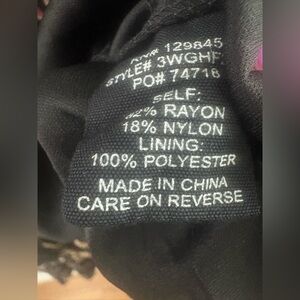 RN# 129845
STYLE# 3WGHF
PO# 74716
SELF:
82% RAYON
18% NYLON
LINING:
100% POLYESTER
MADE IN CHINA
CARE ON REVERSE